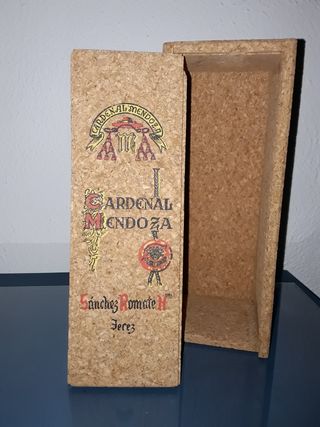 CARDENAL MENDOZA
CARDENAL
MENDOZA
Sánchez Romate Hnos
Jerez